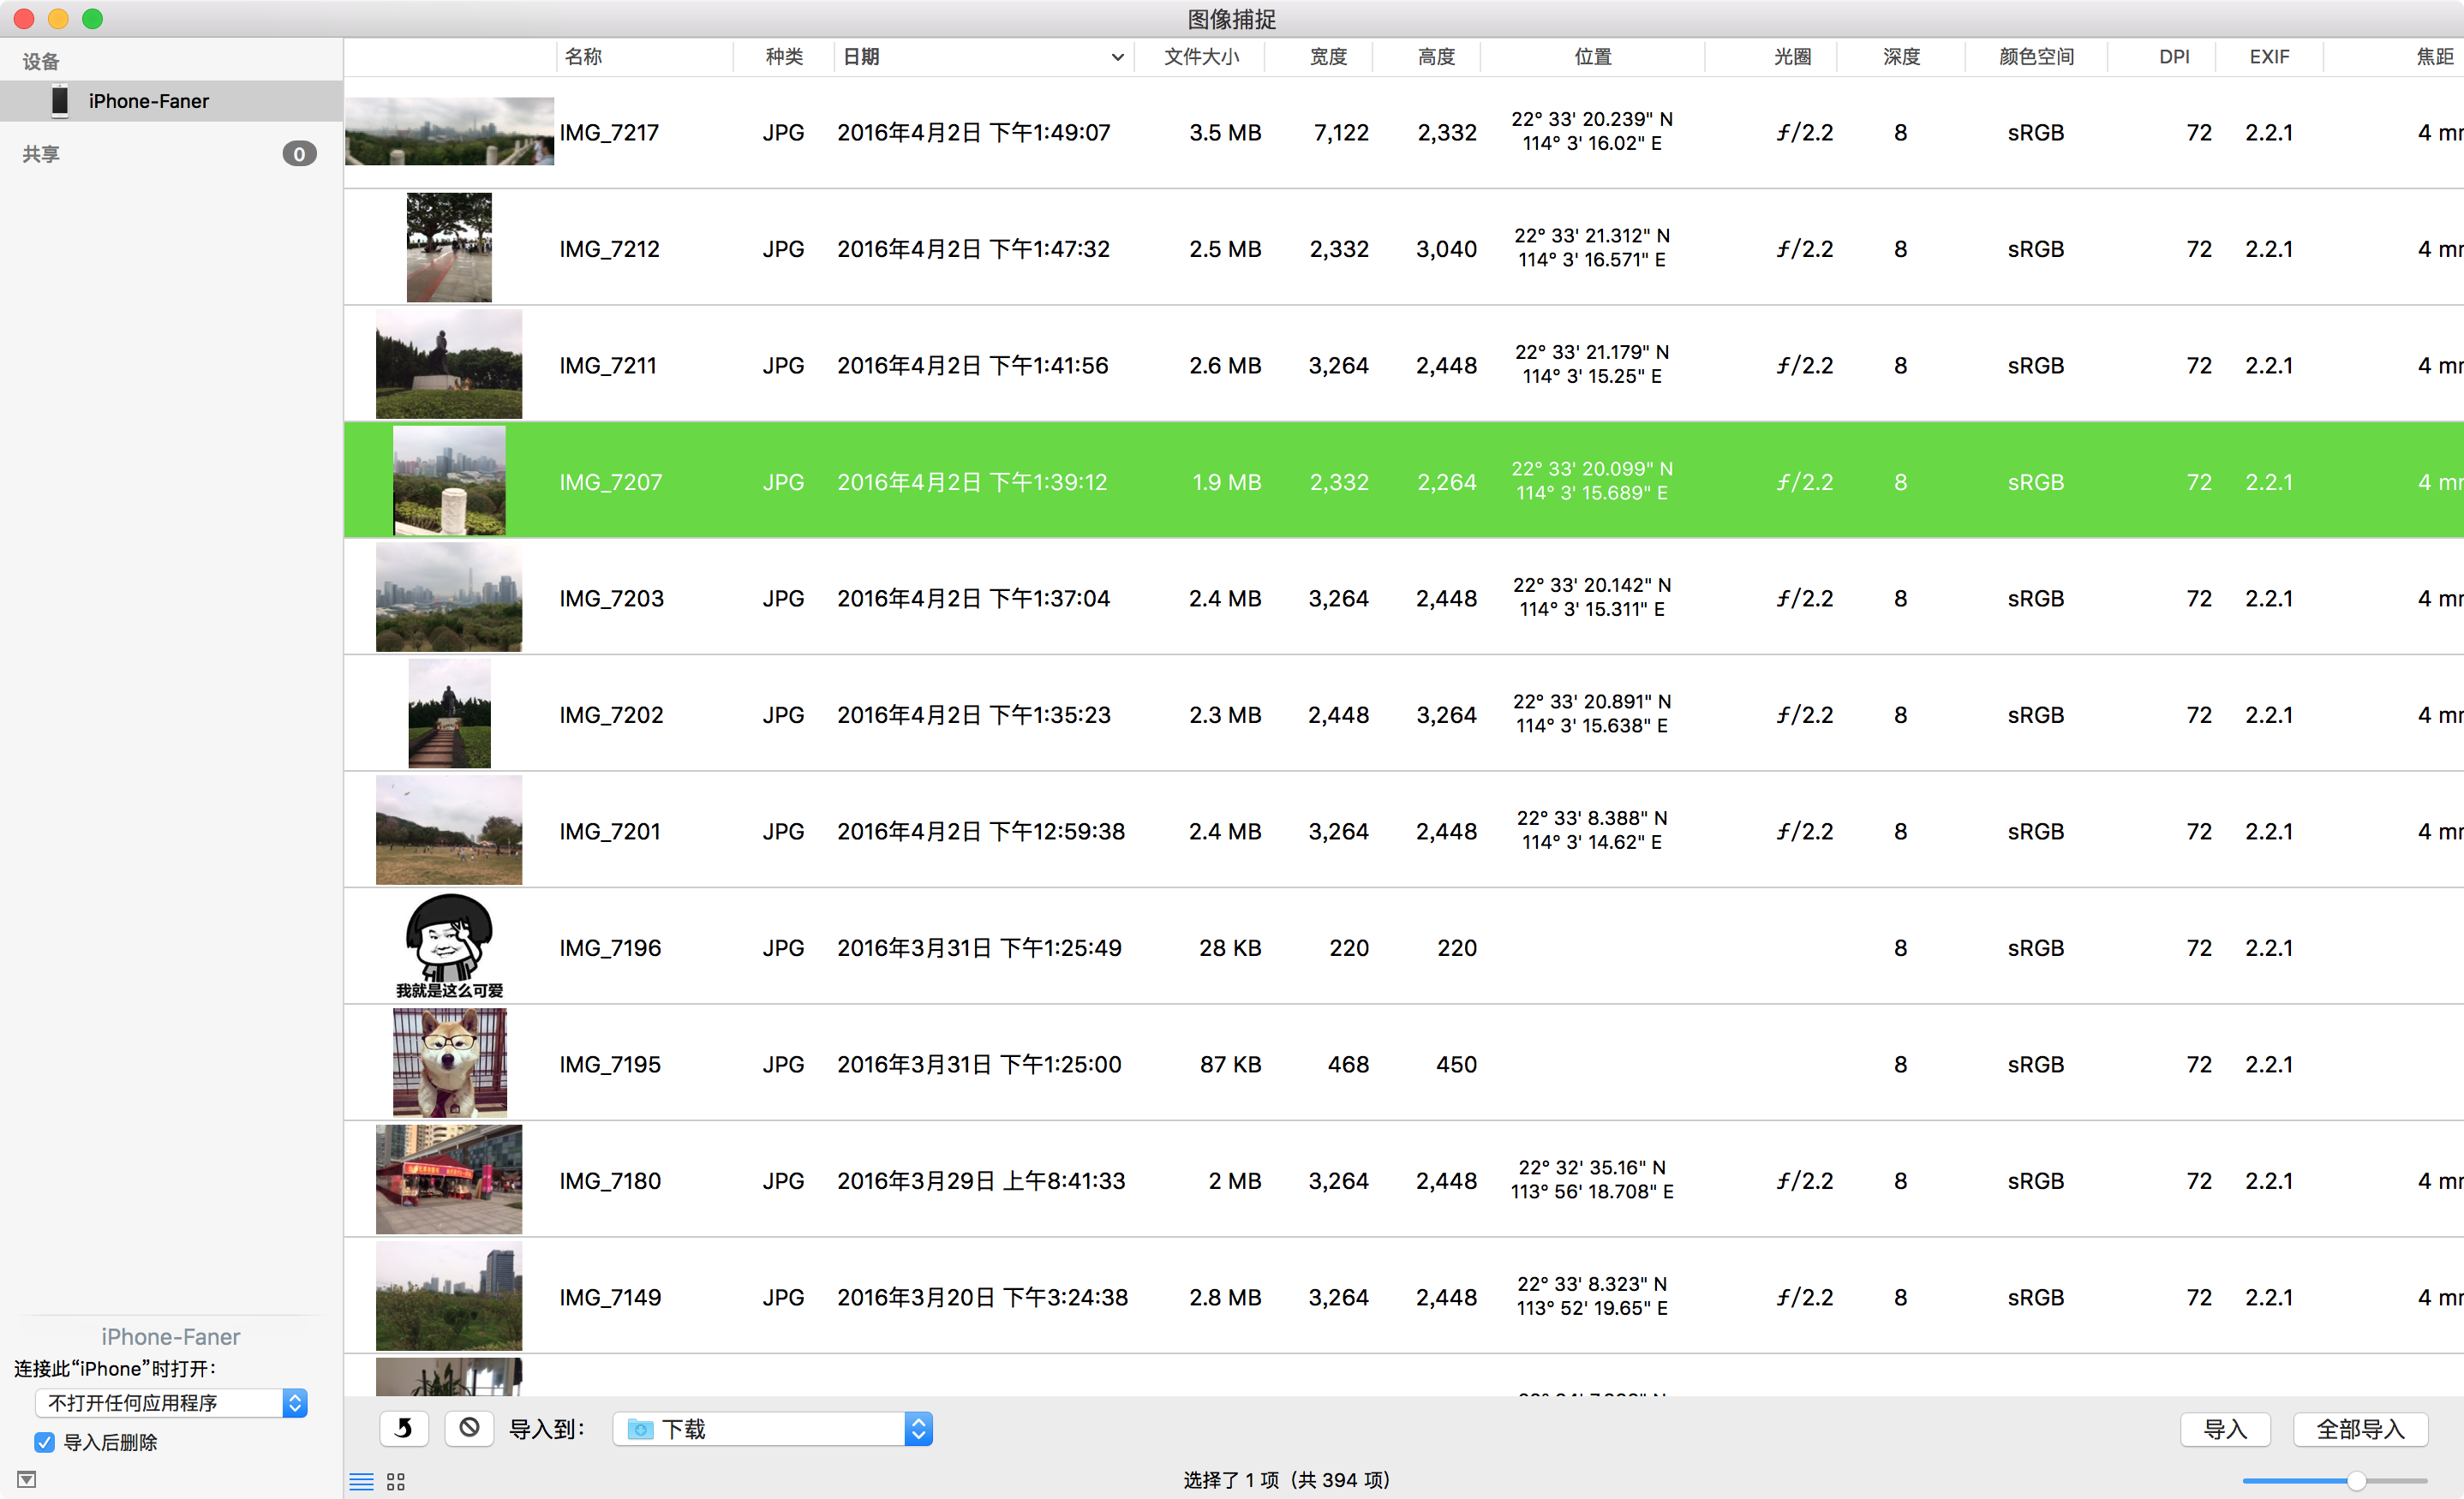 图像捕捉
设备
iPhone-Faner
共享
0
名称 种类 日期 文件大小 宽度 高度 位置 光圈 深度 颜色空间 DPI EXIF 焦距
IMG_7217 JPG 2016年4月2日 下午1:49:07 3.5 MB 7,122 2,332 22° 33' 20.239" N 114° 3' 16.02" E ƒ/2.2 8 sRGB 72 2.2.1 4 mm
IMG_7212 JPG 2016年4月2日 下午1:47:32 2.5 MB 2,332 3,040 22° 33' 21.312" N 114° 3' 16.571" E ƒ/2.2 8 sRGB 72 2.2.1 4 mm
IMG_7211 JPG 2016年4月2日 下午1:41:56 2.6 MB 3,264 2,448 22° 33' 21.179" N 114° 3' 15.25" E ƒ/2.2 8 sRGB 72 2.2.1 4 mm
IMG_7207 JPG 2016年4月2日 下午1:39:12 1.9 MB 2,332 2,264 22° 33' 20.099" N 114° 3' 15.689" E ƒ/2.2 8 sRGB 72 2.2.1 4 mm
IMG_7203 JPG 2016年4月2日 下午1:37:04 2.4 MB 3,264 2,448 22° 33' 20.142" N 114° 3' 15.311" E ƒ/2.2 8 sRGB 72 2.2.1 4 mm
IMG_7202 JPG 2016年4月2日 下午1:35:23 2.3 MB 2,448 3,264 22° 33' 20.891" N 114° 3' 15.638" E ƒ/2.2 8 sRGB 72 2.2.1 4 mm
IMG_7201 JPG 2016年4月2日 下午12:59:38 2.4 MB 3,264 2,448 22° 33' 8.388" N 114° 3' 14.62" E ƒ/2.2 8 sRGB 72 2.2.1 4 mm
我就是这么可爱
IMG_7196 JPG 2016年3月31日 下午1:25:49 28 KB 220 220 8 sRGB 72 2.2.1
IMG_7195 JPG 2016年3月31日 下午1:25:00 87 KB 468 450 8 sRGB 72 2.2.1
IMG_7180 JPG 2016年3月29日 上午8:41:33 2 MB 3,264 2,448 22° 32' 35.16" N 113° 56' 18.708" E ƒ/2.2 8 sRGB 72 2.2.1 4 mm
IMG_7149 JPG 2016年3月20日 下午3:24:38 2.8 MB 3,264 2,448 22° 33' 8.323" N 113° 52' 19.65" E ƒ/2.2 8 sRGB 72 2.2.1 4 mm
iPhone-Faner
连接此“iPhone”时打开：
不打开任何应用程序
导入后删除
导入到： 下载 导入 全部导入
选择了 1 项（共 394 项）